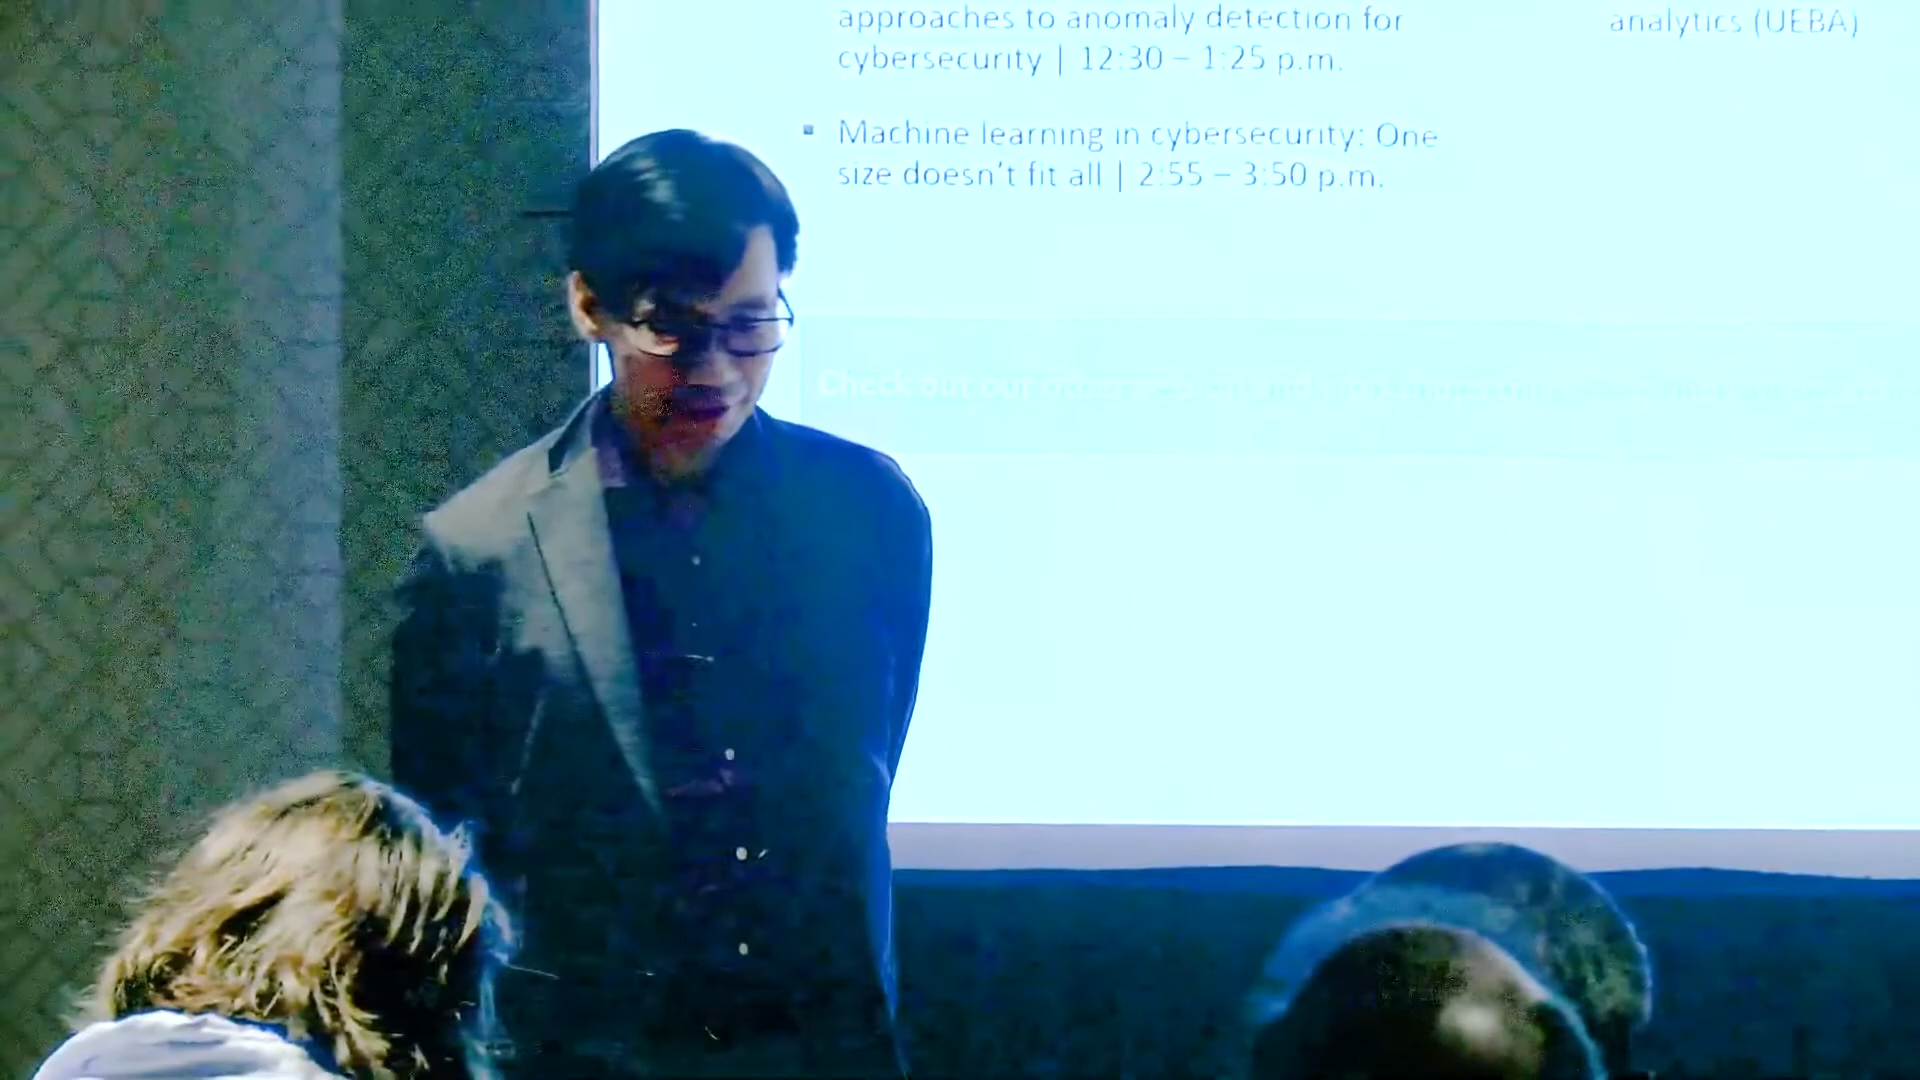 approaches to anomaly detection for
cybersecurity | 12:30 – 1:25 p.m.
analytics (UEBA)
▪ Machine learning in cybersecurity: One
size doesn't fit all | 2:55 – 3:50 p.m.
Check out our other